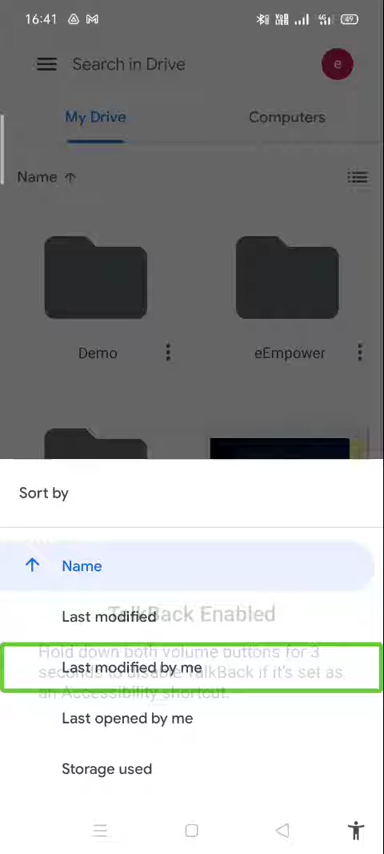 16:41
49
Search in Drive
e
My Drive
Computers
Name
Demo
eEmpower
Sort by
Name
Last modified
TalkBack Enabled
Last modified by me
Hold down both volume buttons for 3
seconds to disable TalkBack if it's set as
an Accessibility shortcut.
Last opened by me
Storage used